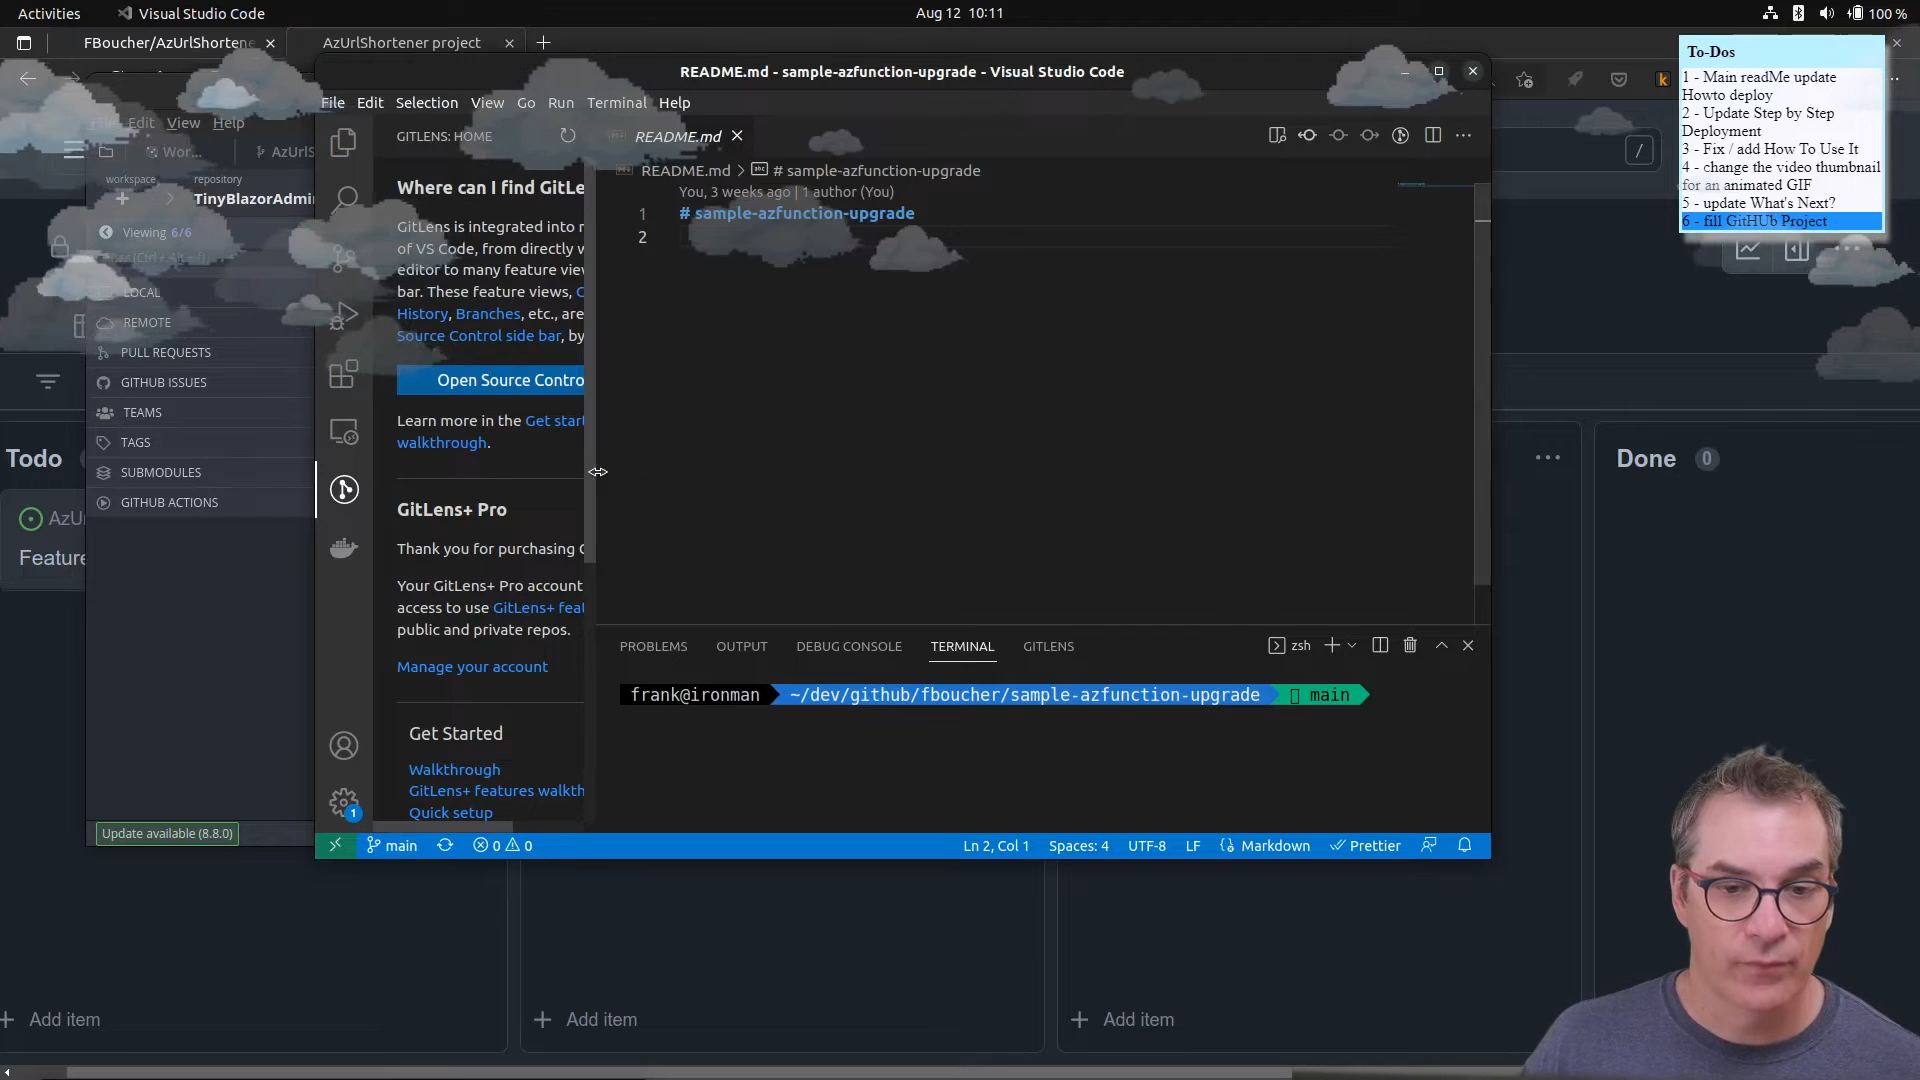 Activities
Visual Studio Code
Aug 12 10:11
100 %
FBoucher/AzUrlShortene
AzUrlShortener project
To-Dos
1 - Main readMe update
Howto deploy
2 - Update Step by Step
Deployment
3 - Fix / add How To Use It
4 - change the video thumbnail
for an animated GIF
5 - update What's Next?
6 - fill GitHUb Project
README.md - sample-azfunction-upgrade - Visual Studio Code
File Edit Selection View Go Run Terminal Help
Edit View Help
Wor...
AzUrlS
workspace
repository
TinyBlazorAdmi
Viewing 6/6
(Ctrl + Alt + f)
LOCAL
REMOTE
PULL REQUESTS
GITHUB ISSUES
TEAMS
TAGS
SUBMODULES
GITHUB ACTIONS
Update available (8.8.0)
GITLENS: HOME
Where can I find GitLe
GitLens is integrated into
of VS Code, from directly w
editor to many feature view
bar. These feature views, C
History, Branches, etc., are
Source Control side bar, by
Open Source Contro
Learn more in the Get start
walkthrough.
GitLens+ Pro
Thank you for purchasing G
Your GitLens+ Pro account
access to use GitLens+ feat
public and private repos.
Manage your account
Get Started
Walkthrough
GitLens+ features walkth
Quick setup
README.md
README.md > # sample-azfunction-upgrade
You, 3 weeks ago | 1 author (You)
1 # sample-azfunction-upgrade
2
PROBLEMS OUTPUT DEBUG CONSOLE TERMINAL GITLENS
zsh
frank@ironman ~/dev/github/fboucher/sample-azfunction-upgrade main
1
main
0 0
Ln 2, Col 1
Spaces: 4
UTF-8
LF
Markdown
Prettier
/
Todo
AzU
Feature
Done 0
Add item
Add item
Add item